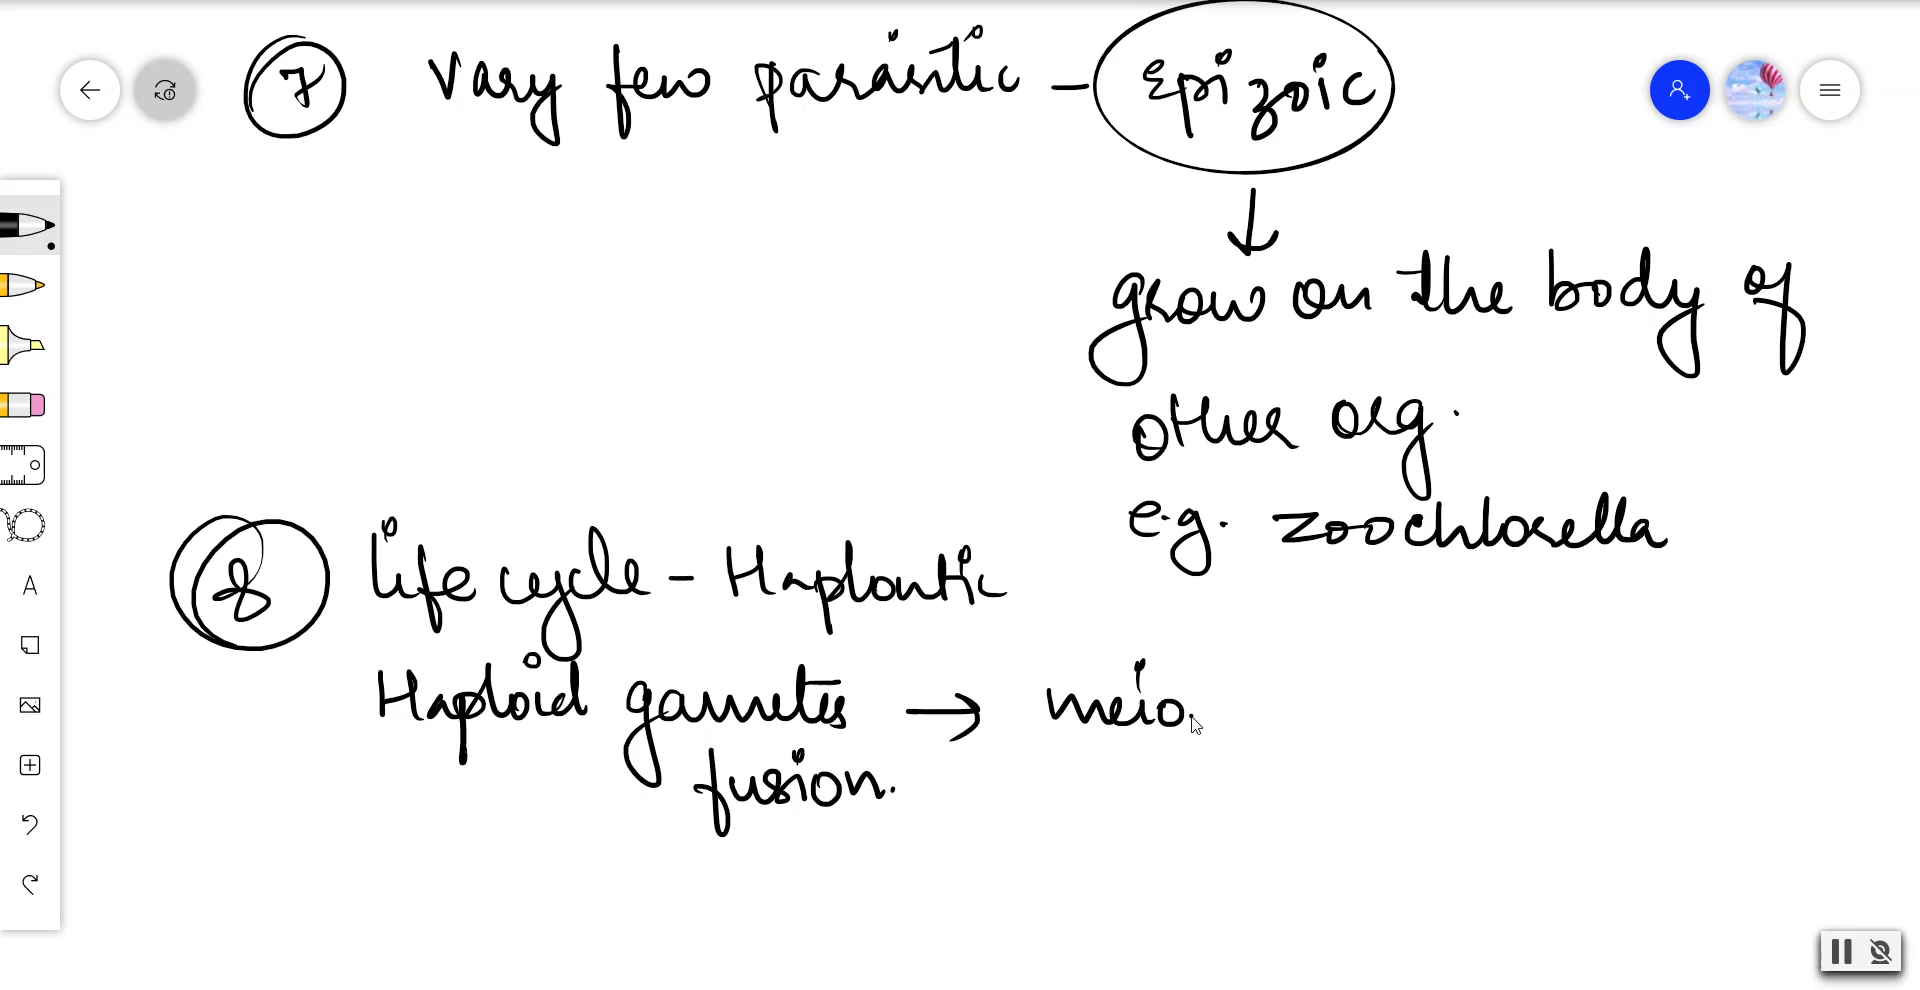 7 Vary few parasitic - Epizoic
↓
grow on the body of
other org.
e.g. zoochlorella
8 life cycle - Haplontic
Haploid gametes → meio.
fusion.
A